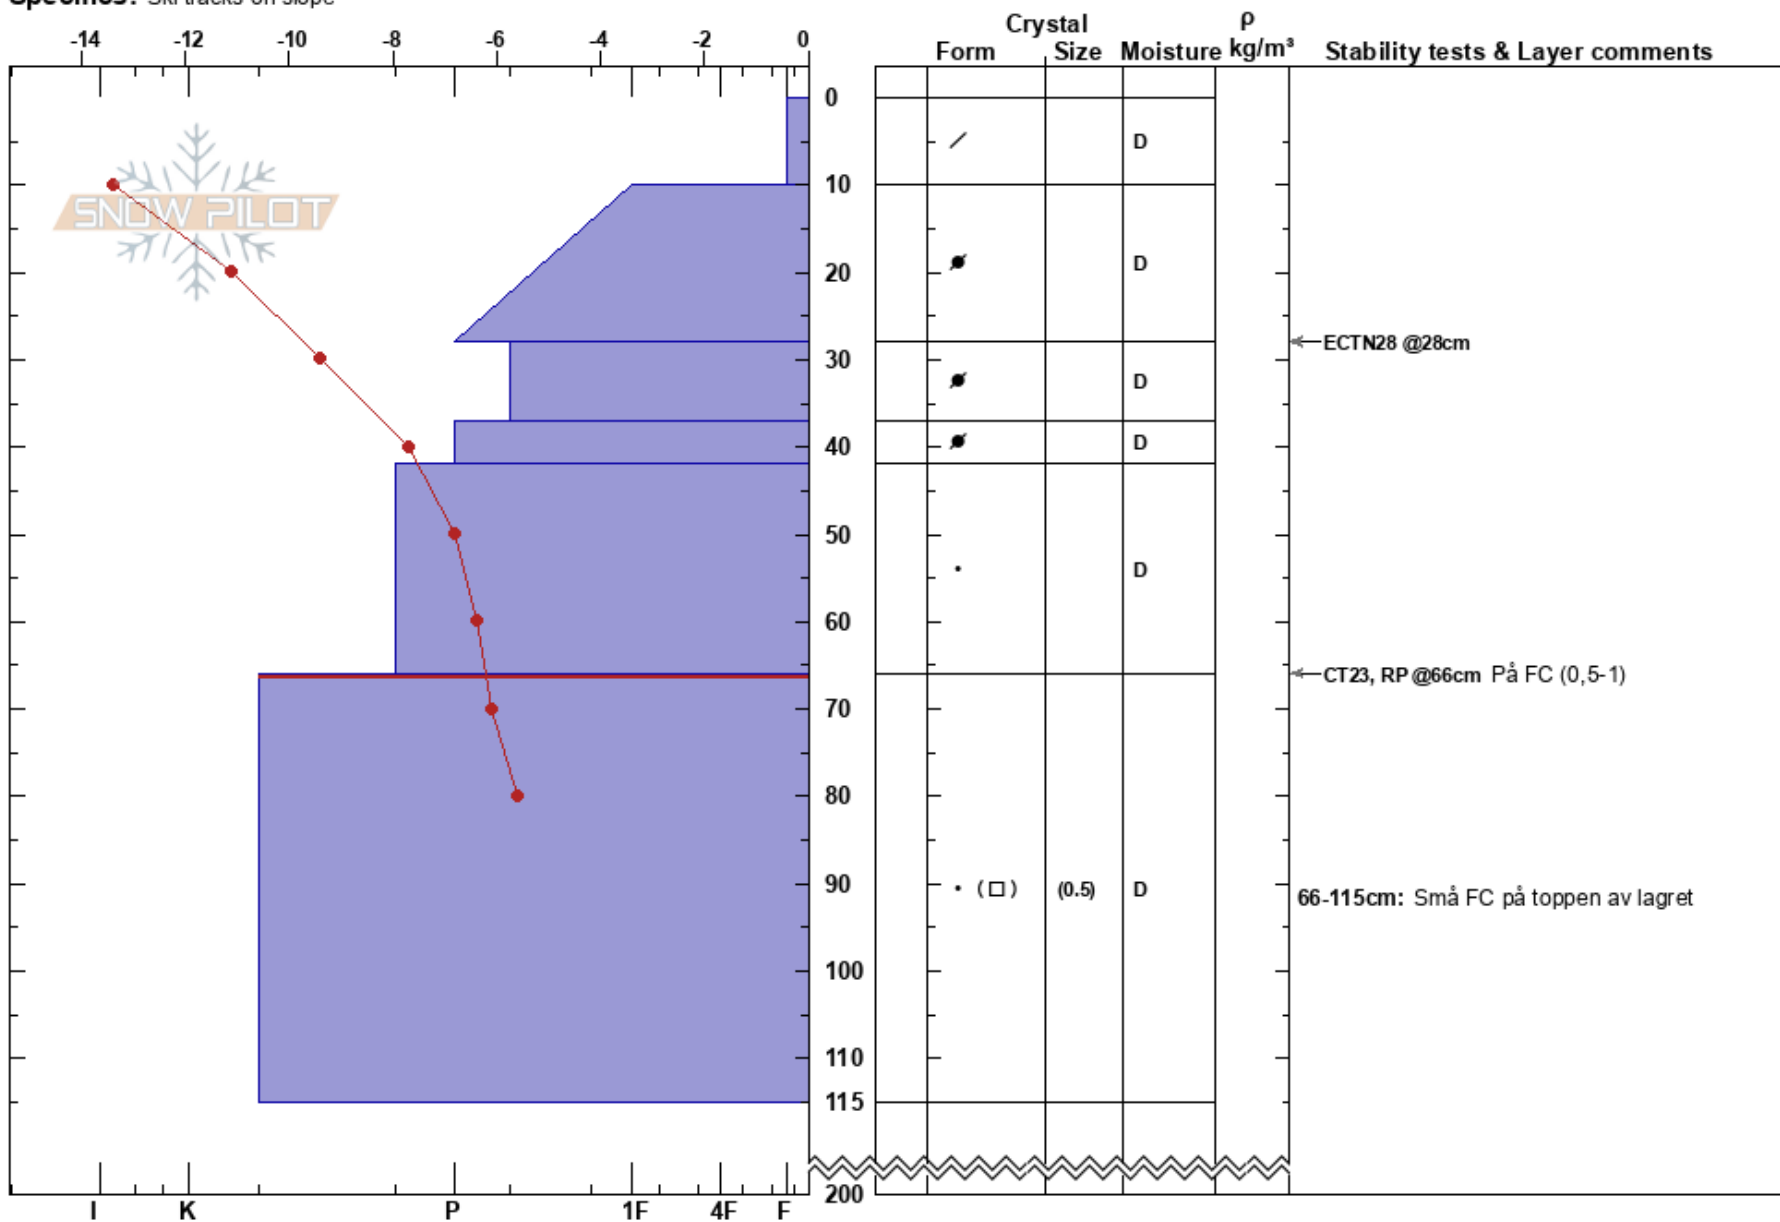 Specifics: Ski tracks on slope
Crystal ρ
Form Size Moisture kg/m³ Stability tests & Layer comments
-14 -12 -10 -8 -6 -4 -2 0
SNOW PILOT
0
D
10
D
20
ECTN28 @28cm
30
D
40
D
50
D
60
CT23, RP @66cm På FC (0,5-1)
70
80
90
(0.5) D
66-115cm: Små FC på toppen av lagret
100
110
115
200
I K P 1F 4F F